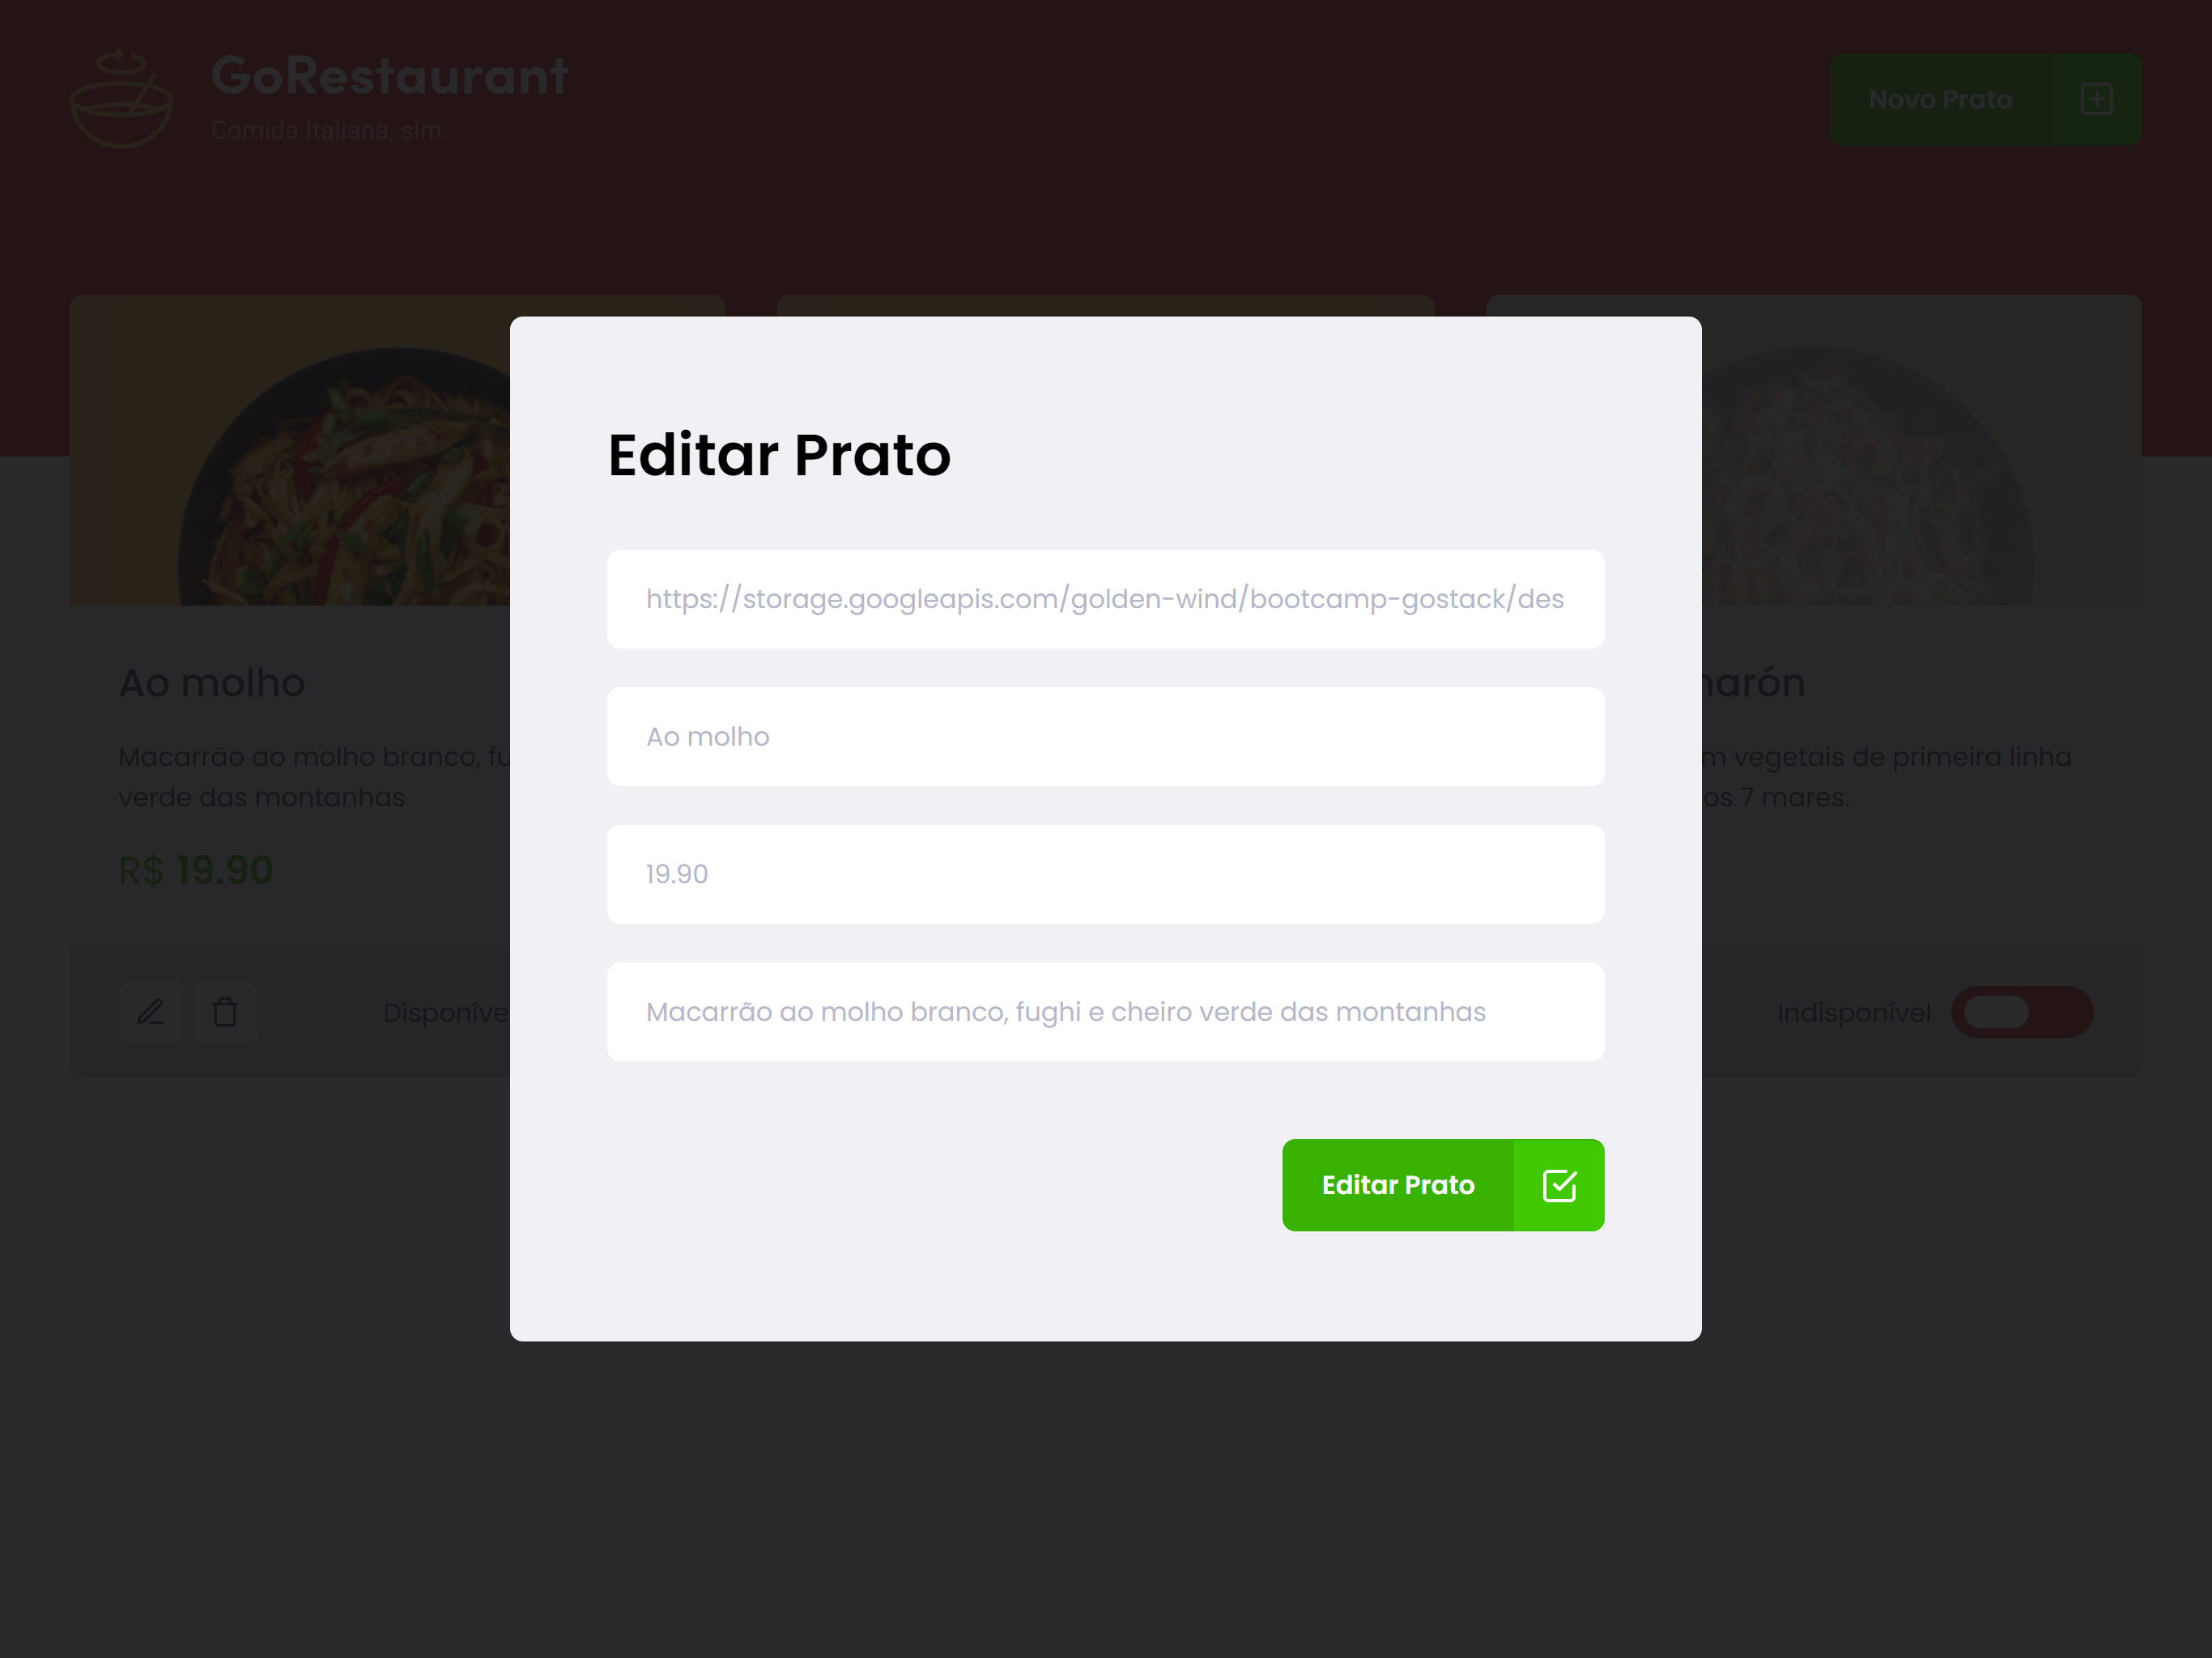 GoRestaurant
Comida Italiana, sim.
Novo Prato
Editar Prato
https://storage.googleapis.com/golden-wind/bootcamp-gostack/des
Ao molho
19.90
Macarrão ao molho branco, fughi e cheiro verde das montanhas
Editar Prato
Ao molho
Macarrão ao molho branco, fu
verde das montanhas
R$ 19.90
Disponíve
narón
m vegetais de primeira linha
os 7 mares.
Indisponível